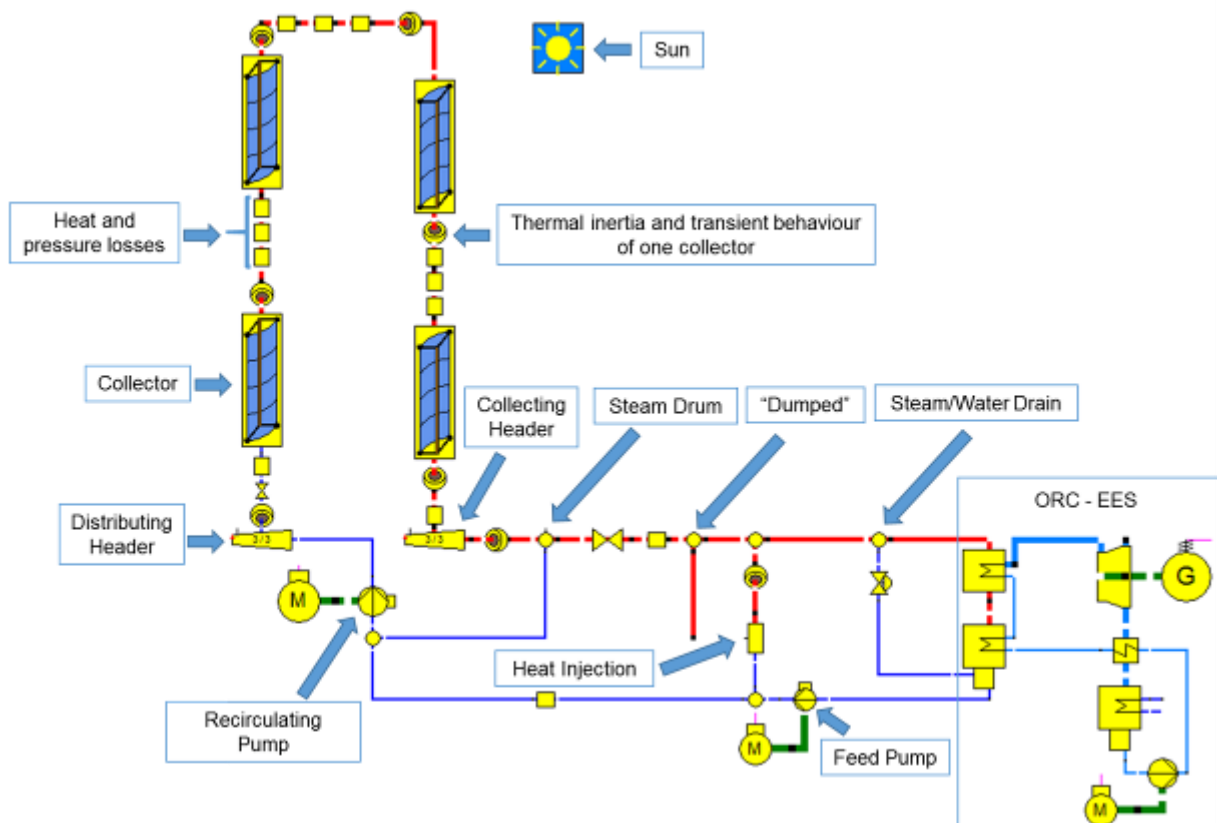 Sun
Heat and
pressure losses
Thermal inertia and transient behaviour
of one collector
Collector
Collecting
Header
Steam Drum
“Dumped”
Steam/Water Drain
ORC - EES
Distributing
Header
3/3
3/3
M
G
Heat Injection
Recirculating
Pump
M
Feed Pump
M